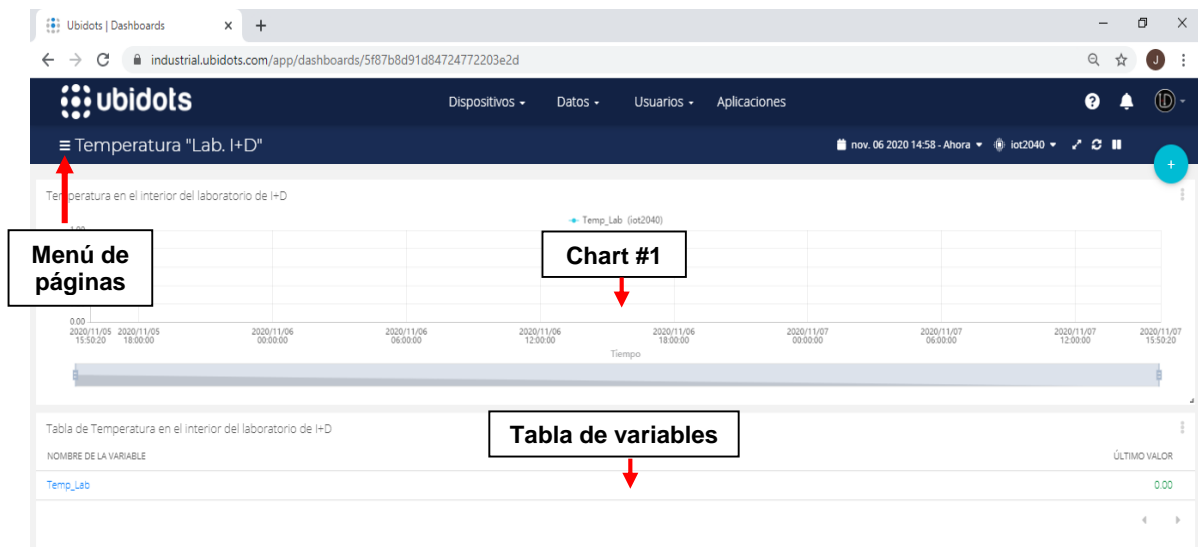 Ubidots | Dashboards
industrial.ubidots.com/app/dashboards/5f87b8d91d84724772203e2d
J
ubidots
Dispositivos
Datos
Usuarios
Aplicaciones
Temperatura "Lab. I+D"
nov. 06 2020 14:58 - Ahora
iot2040
Temperatura en el interior del laboratorio de I+D
Temp_Lab (iot2040)
1.00
Menú de
páginas
Chart #1
0.00
2020/11/05 15:50:20
2020/11/05 18:00:00
2020/11/06 00:00:00
2020/11/06 06:00:00
2020/11/06 12:00:00
2020/11/06 18:00:00
2020/11/07 00:00:00
2020/11/07 06:00:00
2020/11/07 12:00:00
2020/11/07 15:50:20
Tiempo
Tabla de Temperatura en el interior del laboratorio de I+D
Tabla de variables
NOMBRE DE LA VARIABLE
ÚLTIMO VALOR
Temp_Lab
0.00